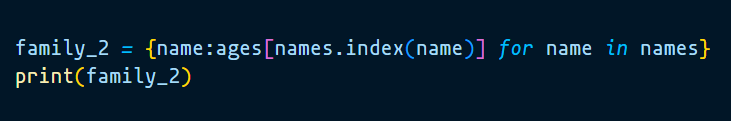 family_2 = {name:ages[names.index(name)] for name in names}
print(family_2)